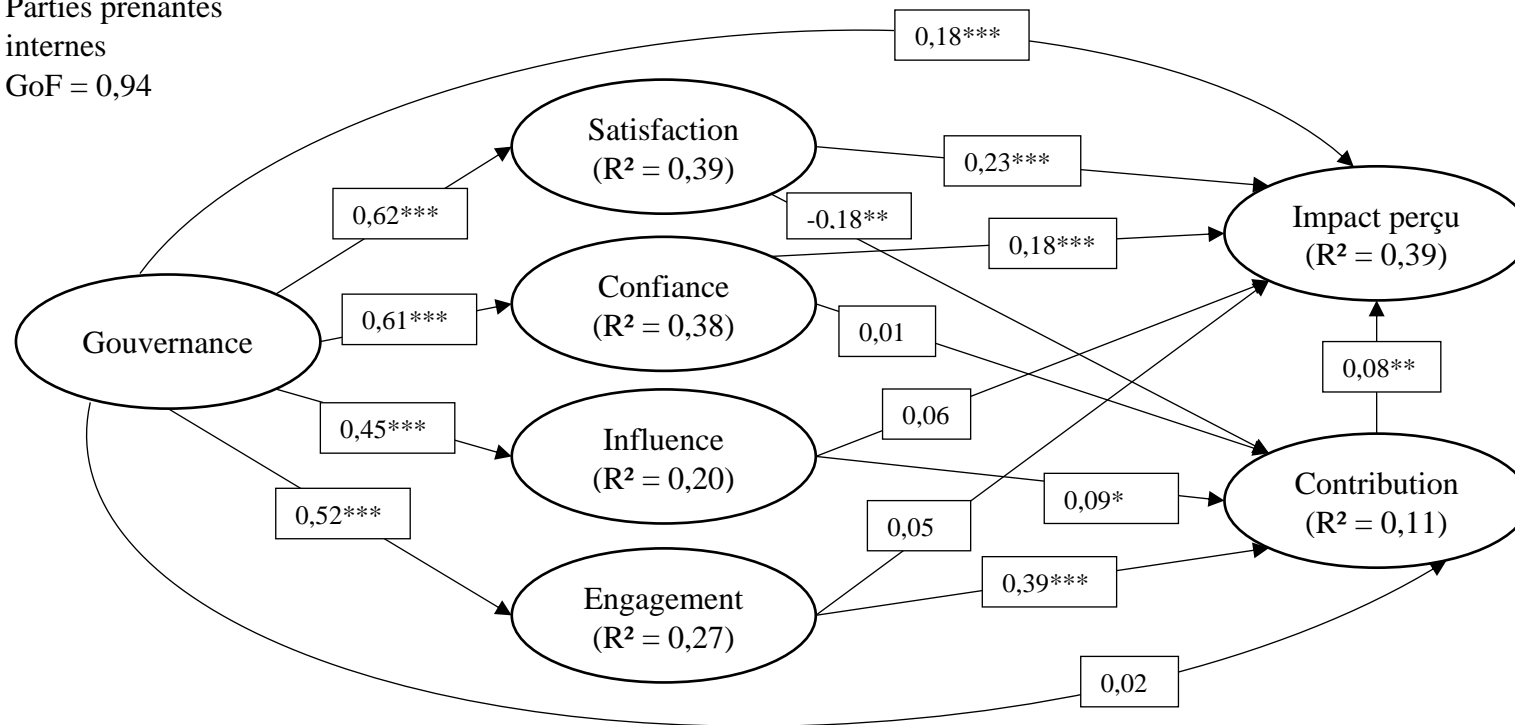 Parties prenantes
internes
GoF = 0,94
0,18***
Satisfaction
(R² = 0,39)
0,23***
0,62***
-0,18**
Impact perçu
(R² = 0,39)
0,18***
Confiance
(R² = 0,38)
0,61***
0,01
Gouvernance
0,08**
0,45***
Influence
(R² = 0,20)
0,06
0,09*
Contribution
(R² = 0,11)
0,52***
0,05
Engagement
(R² = 0,27)
0,39***
0,02